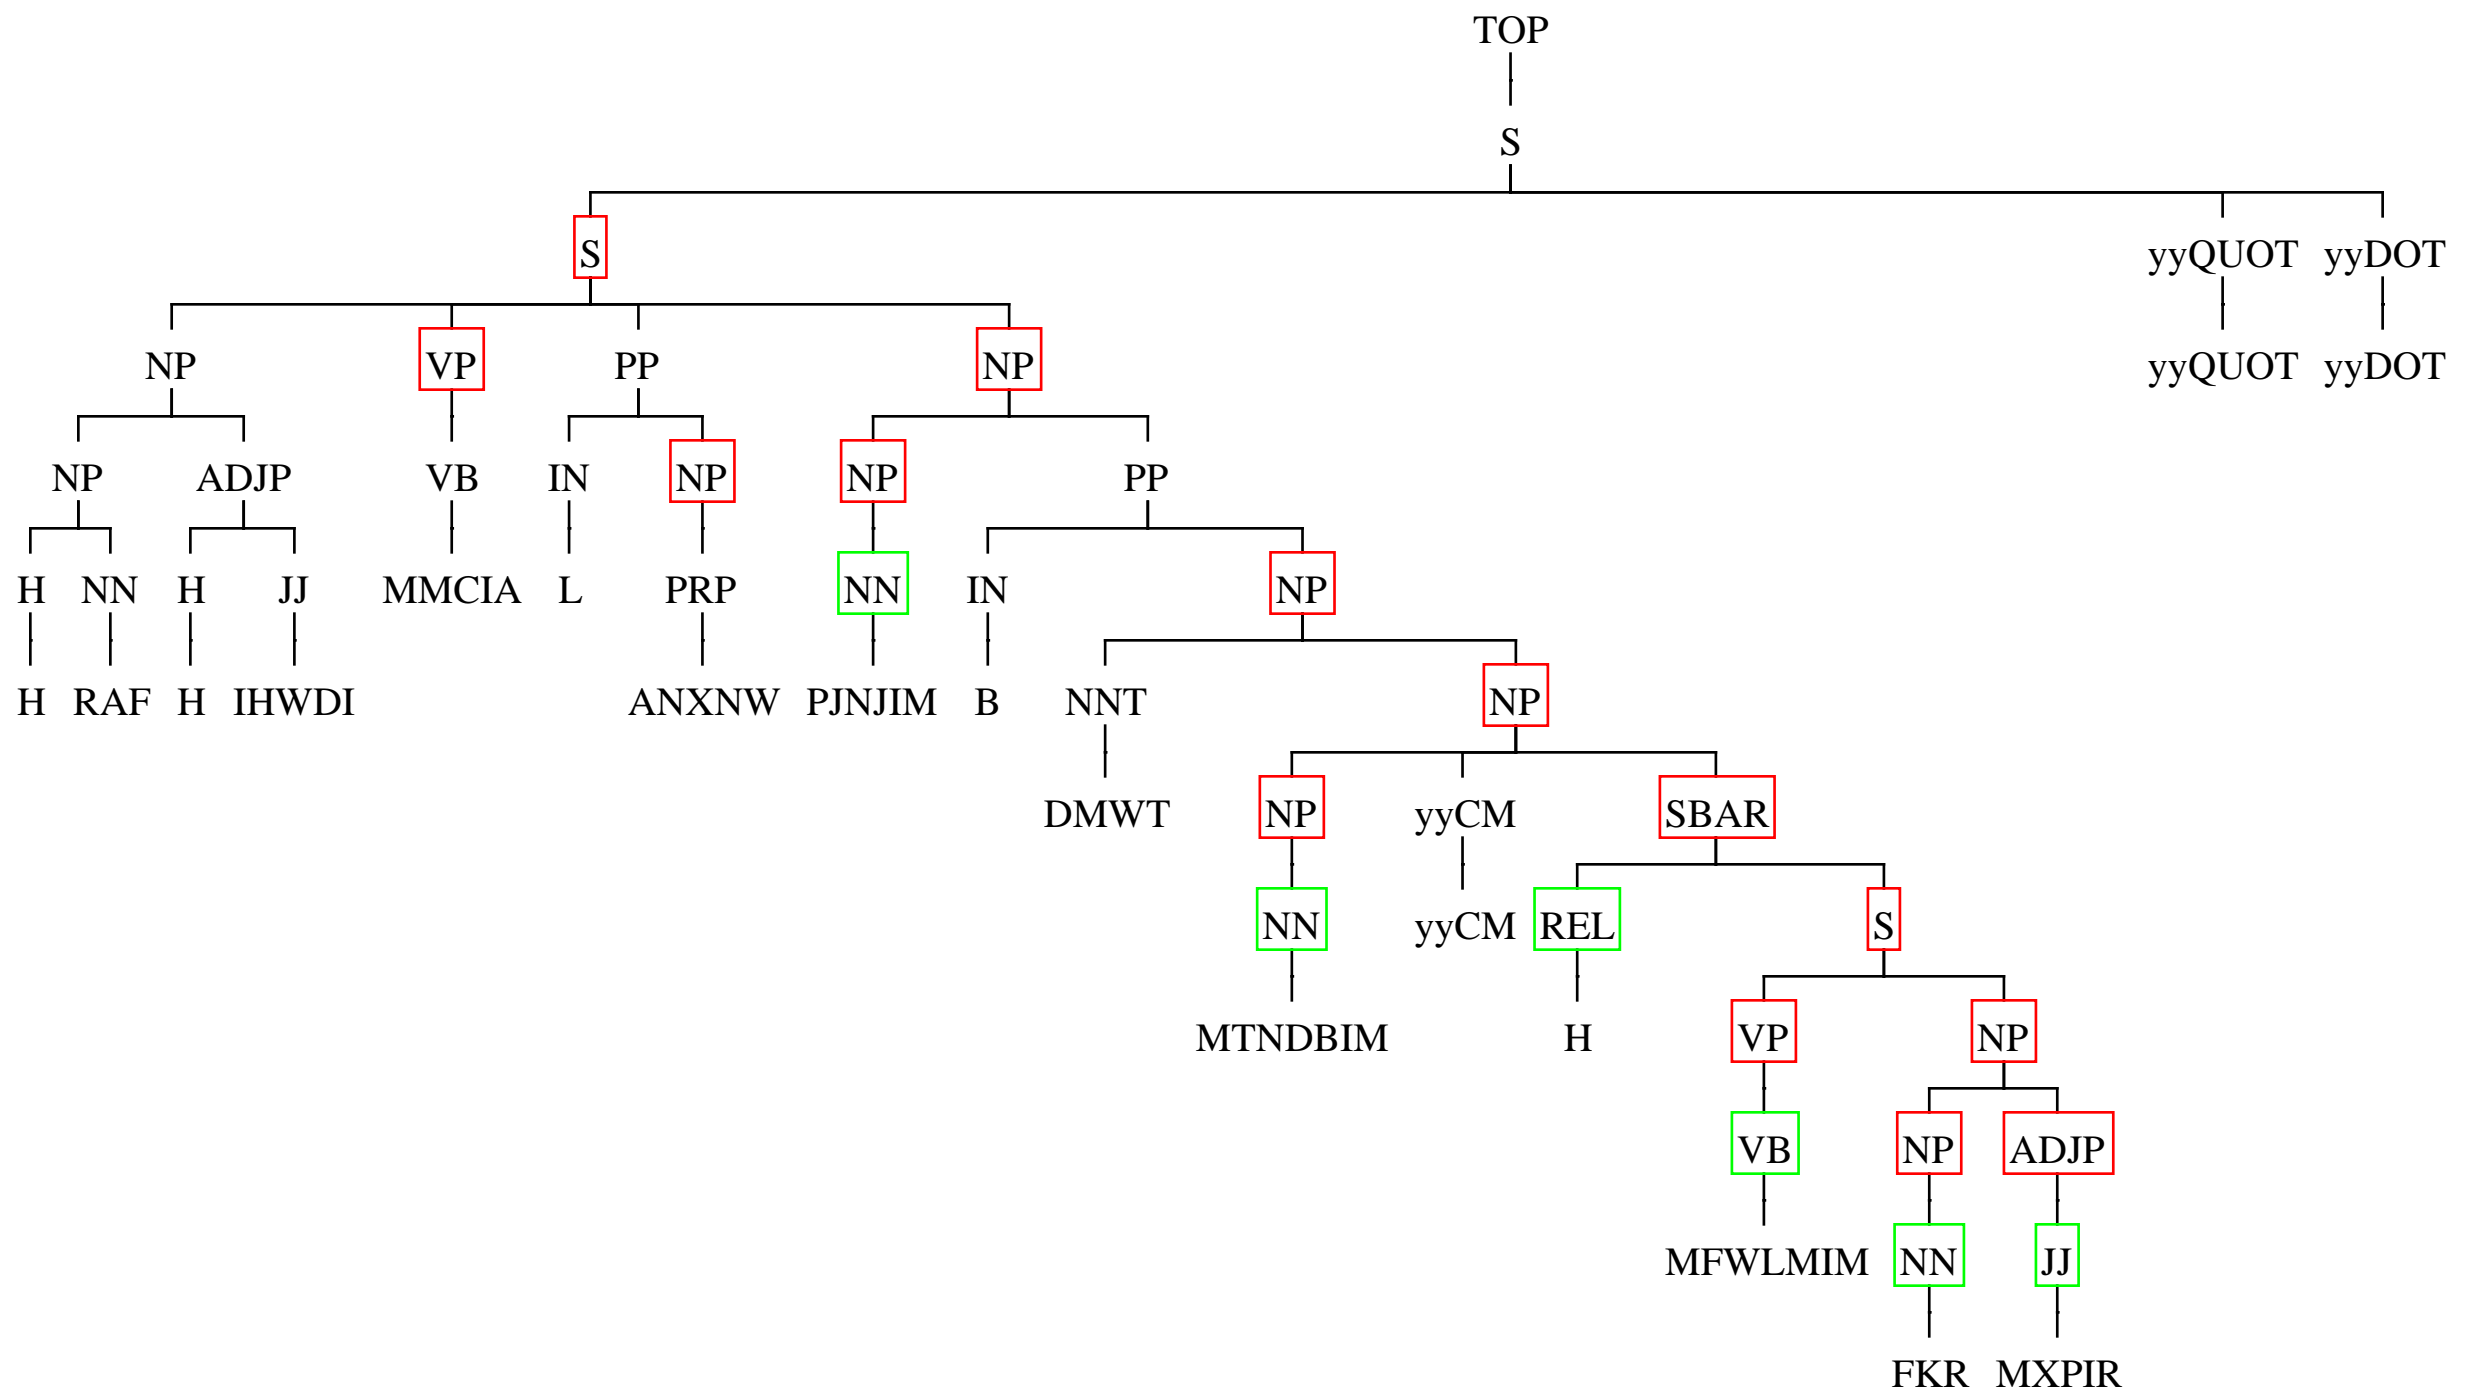 TOP
S
S yyQUOT yyDOT
NP VP PP NP yyQUOT yyDOT
NP ADJP VB IN NP NP PP
H NN H JJ MMCIA L PRP NN IN NP
H RAF H IHWDI ANXNW PJNJIM B NNT NP
DMWT NP yyCM SBAR
NN yyCM REL S
MTNDBIM H VP NP
VB NP ADJP
MFWLMIM NN JJ
FKR MXPIR